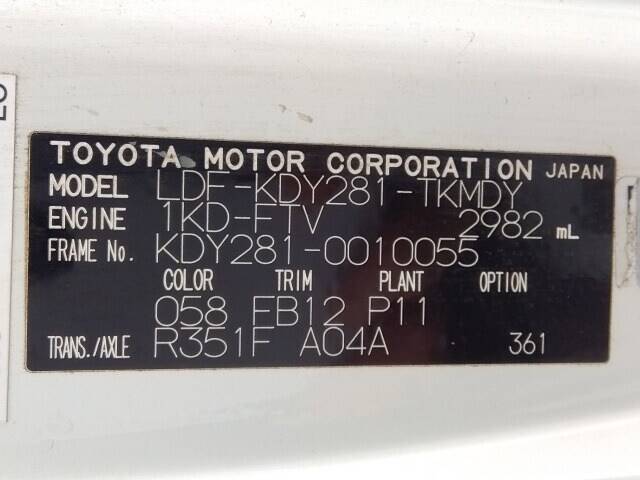 TOYOTA MOTOR CORPORATION JAPAN
MODEL LDF-KDY281-TKMDY
ENGINE 1KD-FTV 2982 mL
FRAME No. KDY281-0010055
COLOR TRIM PLANT OPTION
058 FB12 P11
TRANS./AXLE R351F A04A 361